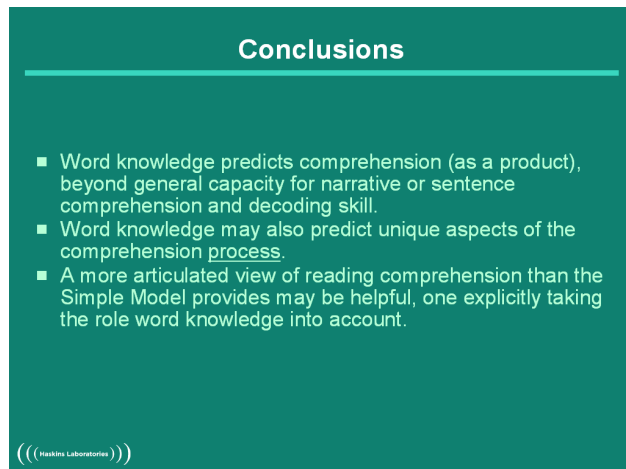 Conclusions
■ Word knowledge predicts comprehension (as a product),
beyond general capacity for narrative or sentence
comprehension and decoding skill.
■ Word knowledge may also predict unique aspects of the
comprehension process.
■ A more articulated view of reading comprehension than the
Simple Model provides may be helpful, one explicitly taking
the role word knowledge into account.
(((Haskins Laboratories)))